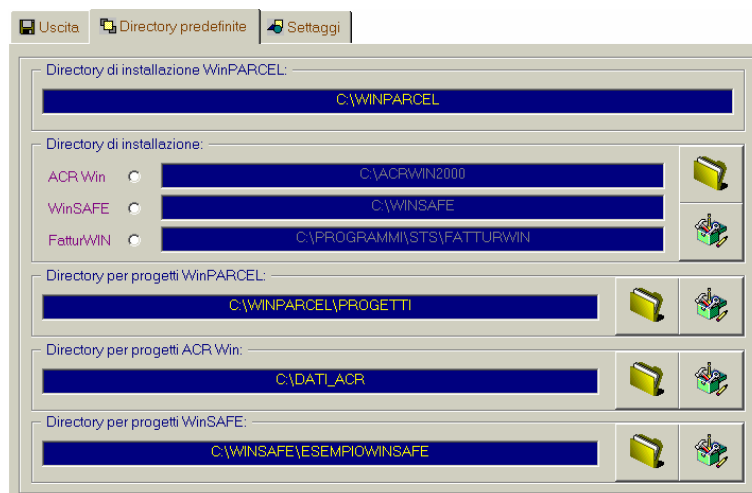 Uscita Directory predefinite Settaggi
Directory di installazione WinPARCEL:
C:\WINPARCEL
Directory di installazione:
ACR Win C:\ACRWIN2000
WinSAFE C:\WINSAFE
FatturWIN C:\PROGRAMMI\STS\FATTURWIN
Directory per progetti WinPARCEL:
C:\WINPARCEL\PROGETTI
Directory per progetti ACR Win:
C:\DATI_ACR
Directory per progetti WinSAFE:
C:\WINSAFE\ESEMPIOWINSAFE